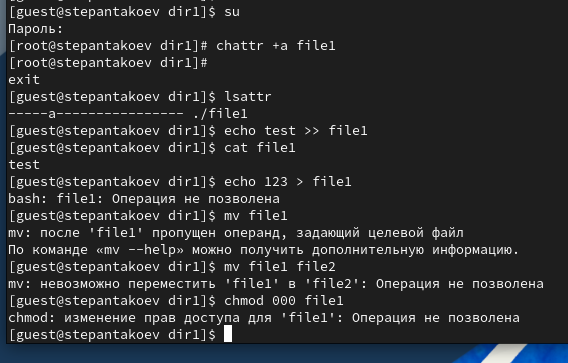 [guest@stepantakoev dir1]$ su
Пароль:
[root@stepantakoev dir1]# chattr +a file1
[root@stepantakoev dir1]#
exit
[guest@stepantakoev dir1]$ lsattr
-----a---------------- ./file1
[guest@stepantakoev dir1]$ echo test >> file1
[guest@stepantakoev dir1]$ cat file1
test
[guest@stepantakoev dir1]$ echo 123 > file1
bash: file1: Операция не позволена
[guest@stepantakoev dir1]$ mv file1
mv: после 'file1' пропущен операнд, задающий целевой файл
По команде «mv --help» можно получить дополнительную информацию.
[guest@stepantakoev dir1]$ mv file1 file2
mv: невозможно переместить 'file1' в 'file2': Операция не позволена
[guest@stepantakoev dir1]$ chmod 000 file1
chmod: изменение прав доступа для 'file1': Операция не позволена
[guest@stepantakoev dir1]$